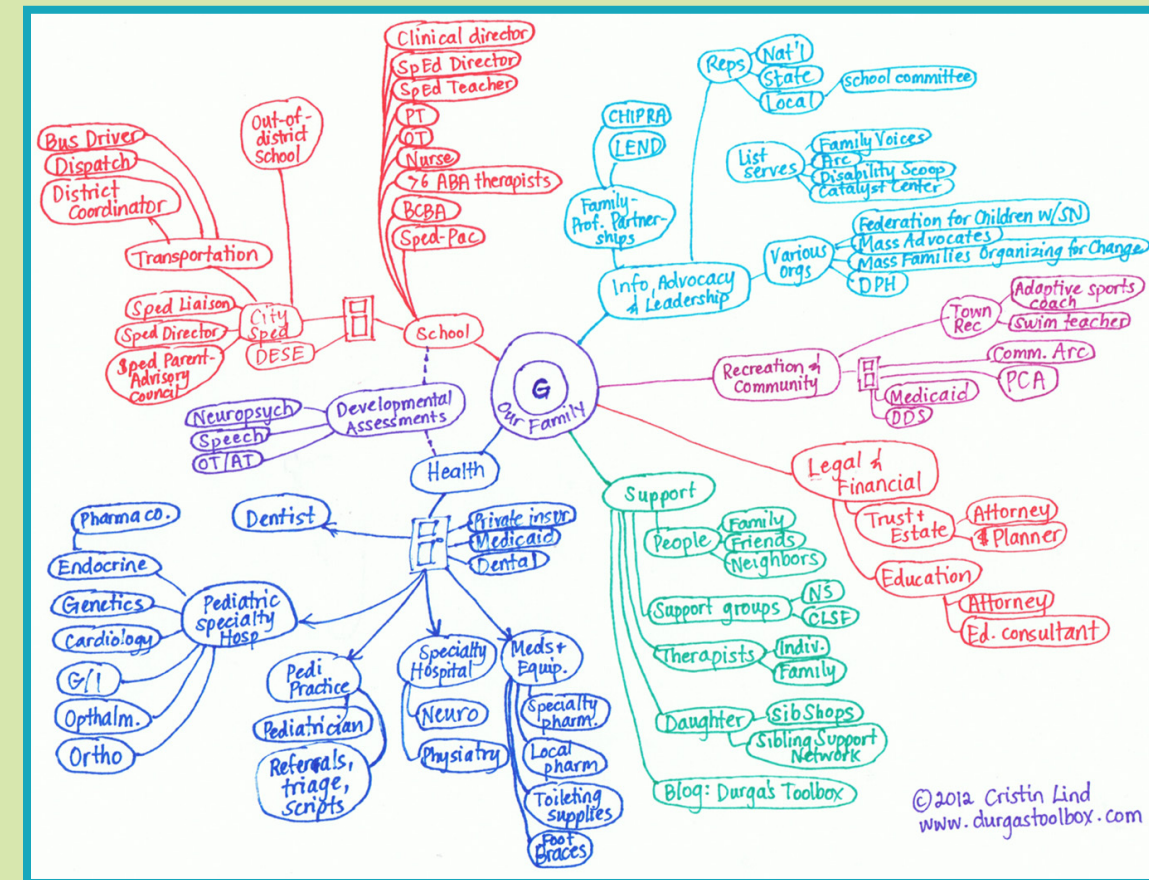 Clinical director
SpEd Director
SpEd Teacher
PT
OT
Nurse
>6 ABA therapists
BCBA
Sped-Pac
School
Out-of-
district
School
Bus Driver
Dispatch
District
Coordinator
Transportation
Sped Liaison
Sped Director
Sped Parent-
Advisory
Council
City
Sped
DESE
Reps
Nat'l
State
Local
school committee
CHIPRA
LEND
Family-
Prof. Partner-
ships
List
serves
Family Voices
Arc
Disability Scoop
Catalyst Center
Info, Advocacy
& Leadership
Various
Orgs
Federation for Children w/SN
Mass Advocates
Mass Families Organizing for Change
DPH
Recreation &
Community
Town
Rec
Adaptive sports
coach
Swim teacher
Comm. Arc
PCA
Medicaid
DDS
G
Our Family
Developmental
Assessments
Neuropsych
Speech
OT/AT
Health
Private insur.
Medicaid
Dental
Dentist
Pharma co.
Endocrine
Genetics
Cardiology
G/I
Opthalm.
Ortho
Pediatric
specialty
Hosp
Pedi
Practice
Pediatrician
Referrals,
triage,
scripts
Specialty
Hospital
Neuro
Physiatry
Meds+
Equip.
Specialty
pharm.
Local
pharm
Toileting
supplies
Foot
Braces
Support
People
Family
Friends
Neighbors
Support groups
NS
CLSF
Therapists
Indiv.
Family
Daughter
SibShops
Sibling Support
Network
Blog: Durga's Toolbox
Legal &
Financial
Trust+
Estate
Attorney
$ Planner
Education
Attorney
Ed. consultant
©2012 Cristin Lind
www.durgastoolbox.com